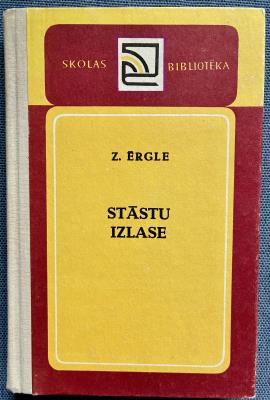 SKOLAS BIBLIOTĒKA
Z. ĒRGLE
STĀSTU
IZLASE